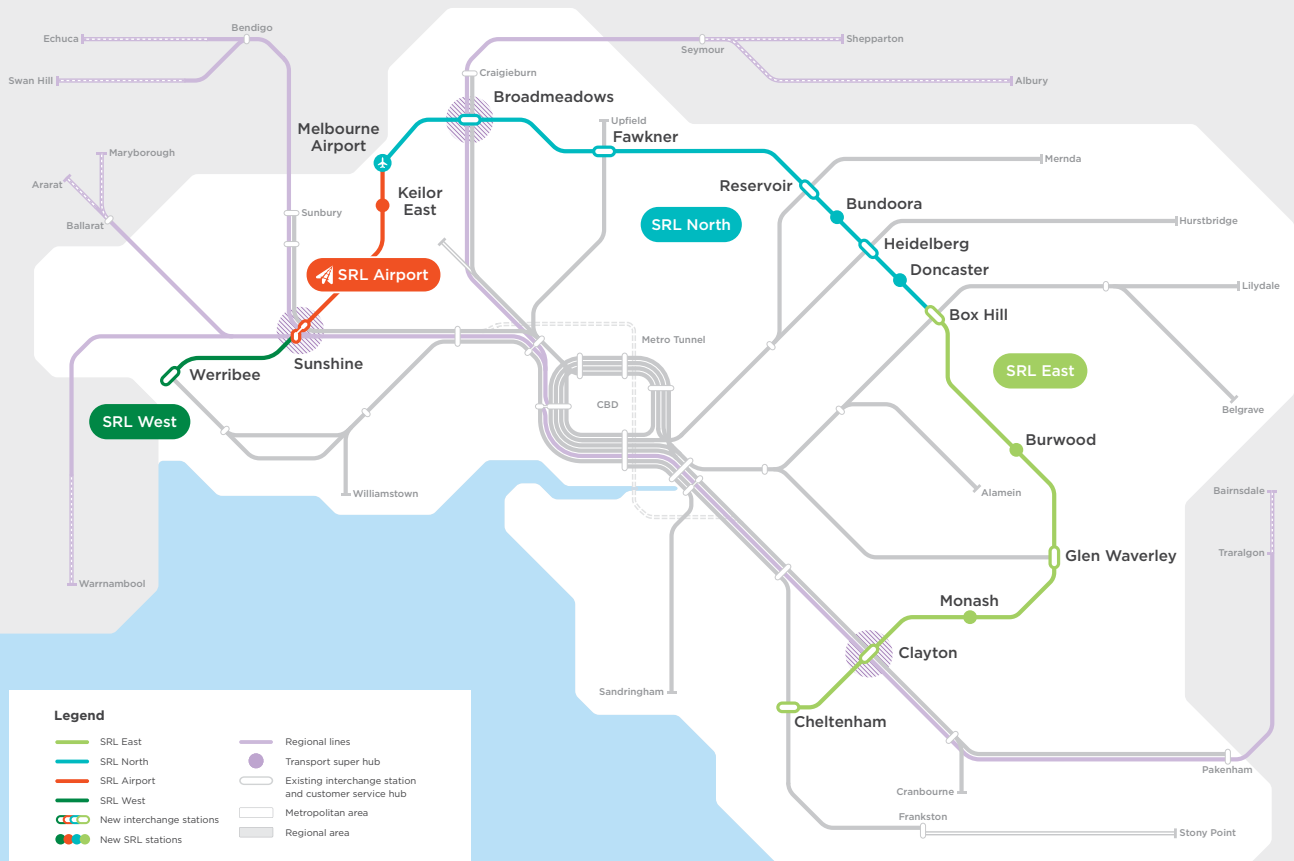 Echuca
Bendigo
Swan Hill
Maryborough
Ararat
Ballarat
Sunbury
Craigieburn
Seymour
Shepparton
Albury
Melbourne
Airport
Broadmeadows
Upfield
Fawkner
Keilor
East
Reservoir
Mernda
SRL North
Bundoora
Hurstbridge
Heidelberg
Doncaster
SRL Airport
Lilydale
Box Hill
Metro Tunnel
Sunshine
Werribee
SRL East
CBD
Belgrave
SRL West
Burwood
Williamstown
Alamein
Bairnsdale
Traralgon
Glen Waverley
Warrnambool
Monash
Clayton
Sandringham
Cheltenham
Pakenham
Cranbourne
Frankston
Stony Point
Legend
SRL East
SRL North
SRL Airport
SRL West
New interchange stations
New SRL stations
Regional lines
Transport super hub
Existing interchange station
and customer service hub
Metropolitan area
Regional area